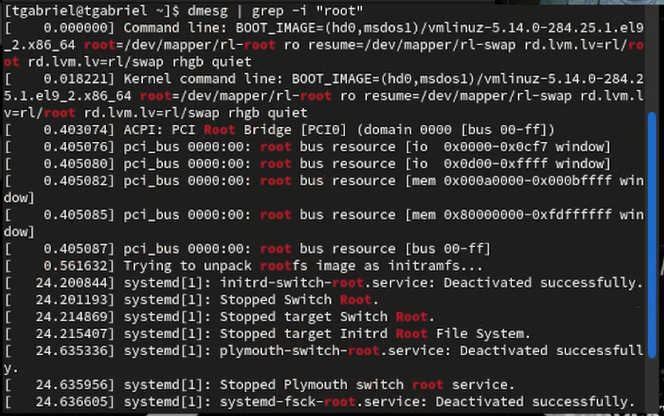 [tgabriel@tgabriel ~]$ dmesg | grep -i "root"
[    0.000000] Command line: BOOT_IMAGE=(hd0,msdos1)/vmlinuz-5.14.0-284.25.1.el9
_2.x86_64 root=/dev/mapper/rl-root ro resume=/dev/mapper/rl-swap rd.lvm.lv=rl/ro
ot rd.lvm.lv=rl/swap rhgb quiet
[    0.018221] Kernel command line: BOOT_IMAGE=(hd0,msdos1)/vmlinuz-5.14.0-284.2
5.1.el9_2.x86_64 root=/dev/mapper/rl-root ro resume=/dev/mapper/rl-swap rd.lvm.l
v=rl/root rd.lvm.lv=rl/swap rhgb quiet
[    0.403074] ACPI: PCI Root Bridge [PCI0] (domain 0000 [bus 00-ff])
[    0.405076] pci_bus 0000:00: root bus resource [io  0x0000-0x0cf7 window]
[    0.405080] pci_bus 0000:00: root bus resource [io  0x0d00-0xffff window]
[    0.405082] pci_bus 0000:00: root bus resource [mem 0x000a0000-0x000bffff win
dow]
[    0.405085] pci_bus 0000:00: root bus resource [mem 0x80000000-0xfdffffff win
dow]
[    0.405087] pci_bus 0000:00: root bus resource [bus 00-ff]
[    0.561632] Trying to unpack rootfs image as initramfs...
[   24.200844] systemd[1]: initrd-switch-root.service: Deactivated successfully.
[   24.201193] systemd[1]: Stopped Switch Root.
[   24.214869] systemd[1]: Stopped target Switch Root.
[   24.215407] systemd[1]: Stopped target Initrd Root File System.
[   24.635336] systemd[1]: plymouth-switch-root.service: Deactivated successfull
y.
[   24.635956] systemd[1]: Stopped Plymouth switch root service.
[   24.636605] systemd[1]: systemd-fsck-root.service: Deactivated successfully.